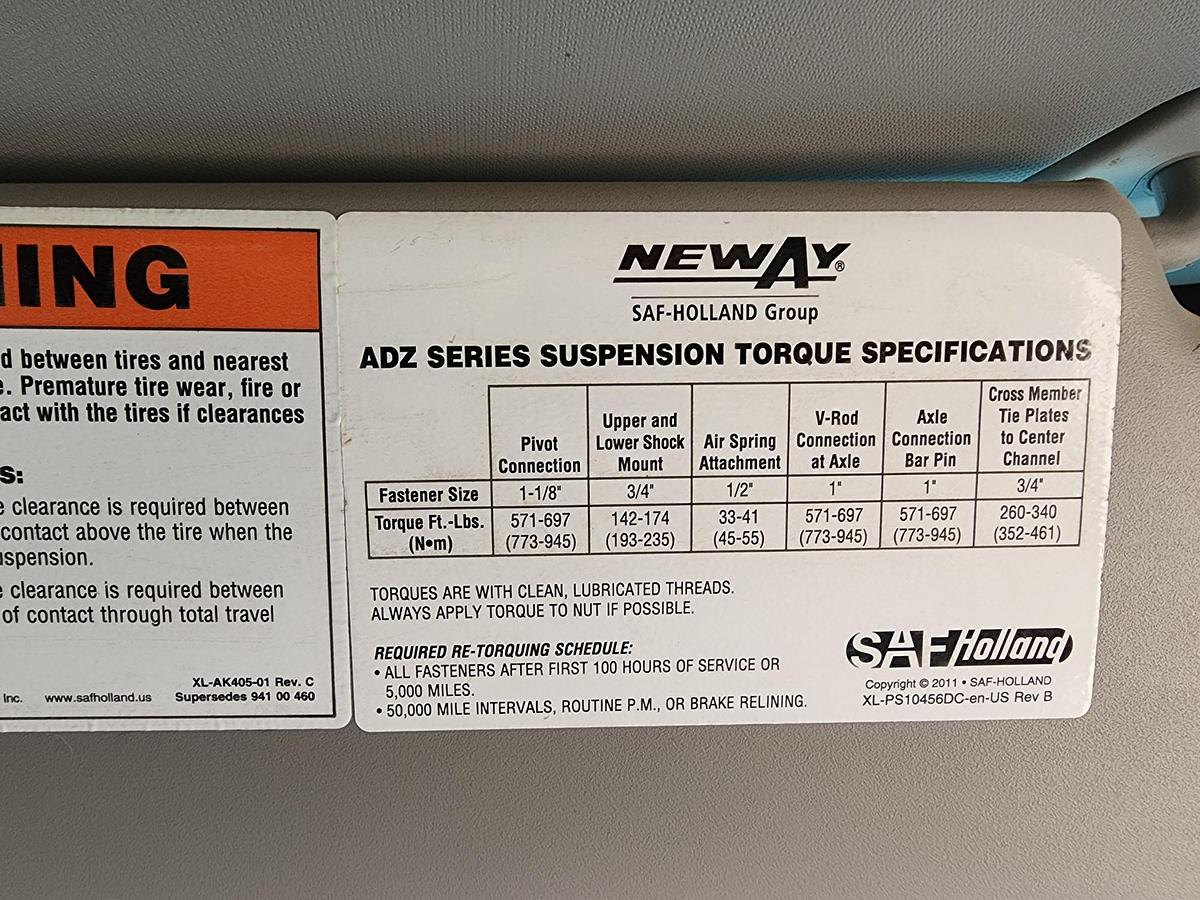 ING
d between tires and nearest
e. Premature tire wear, fire or
act with the tires if clearances
S:
e clearance is required between
contact above the tire when the
uspension.
e clearance is required between
of contact through total travel
XL-AK405-01 Rev. C
Inc. www.safholland.us Supersedes 941 00 460
NEWAY®
SAF-HOLLAND Group
ADZ SERIES SUSPENSION TORQUE SPECIFICATIONS
Pivot Connection Upper and Lower Shock Mount Air Spring Attachment V-Rod Connection at Axle Axle Connection Bar Pin Cross Member Tie Plates to Center Channel
Fastener Size 1-1/8" 3/4" 1/2" 1" 1" 3/4"
Torque Ft.-Lbs. 571-697 142-174 33-41 571-697 571-697 260-340
(N•m) (773-945) (193-235) (45-55) (773-945) (773-945) (352-461)
TORQUES ARE WITH CLEAN, LUBRICATED THREADS.
ALWAYS APPLY TORQUE TO NUT IF POSSIBLE.
REQUIRED RE-TORQUING SCHEDULE:
• ALL FASTENERS AFTER FIRST 100 HOURS OF SERVICE OR
5,000 MILES.
• 50,000 MILE INTERVALS, ROUTINE P.M., OR BRAKE RELINING.
SAF Holland
Copyright © 2011 • SAF-HOLLAND
XL-PS10456DC-en-US Rev B